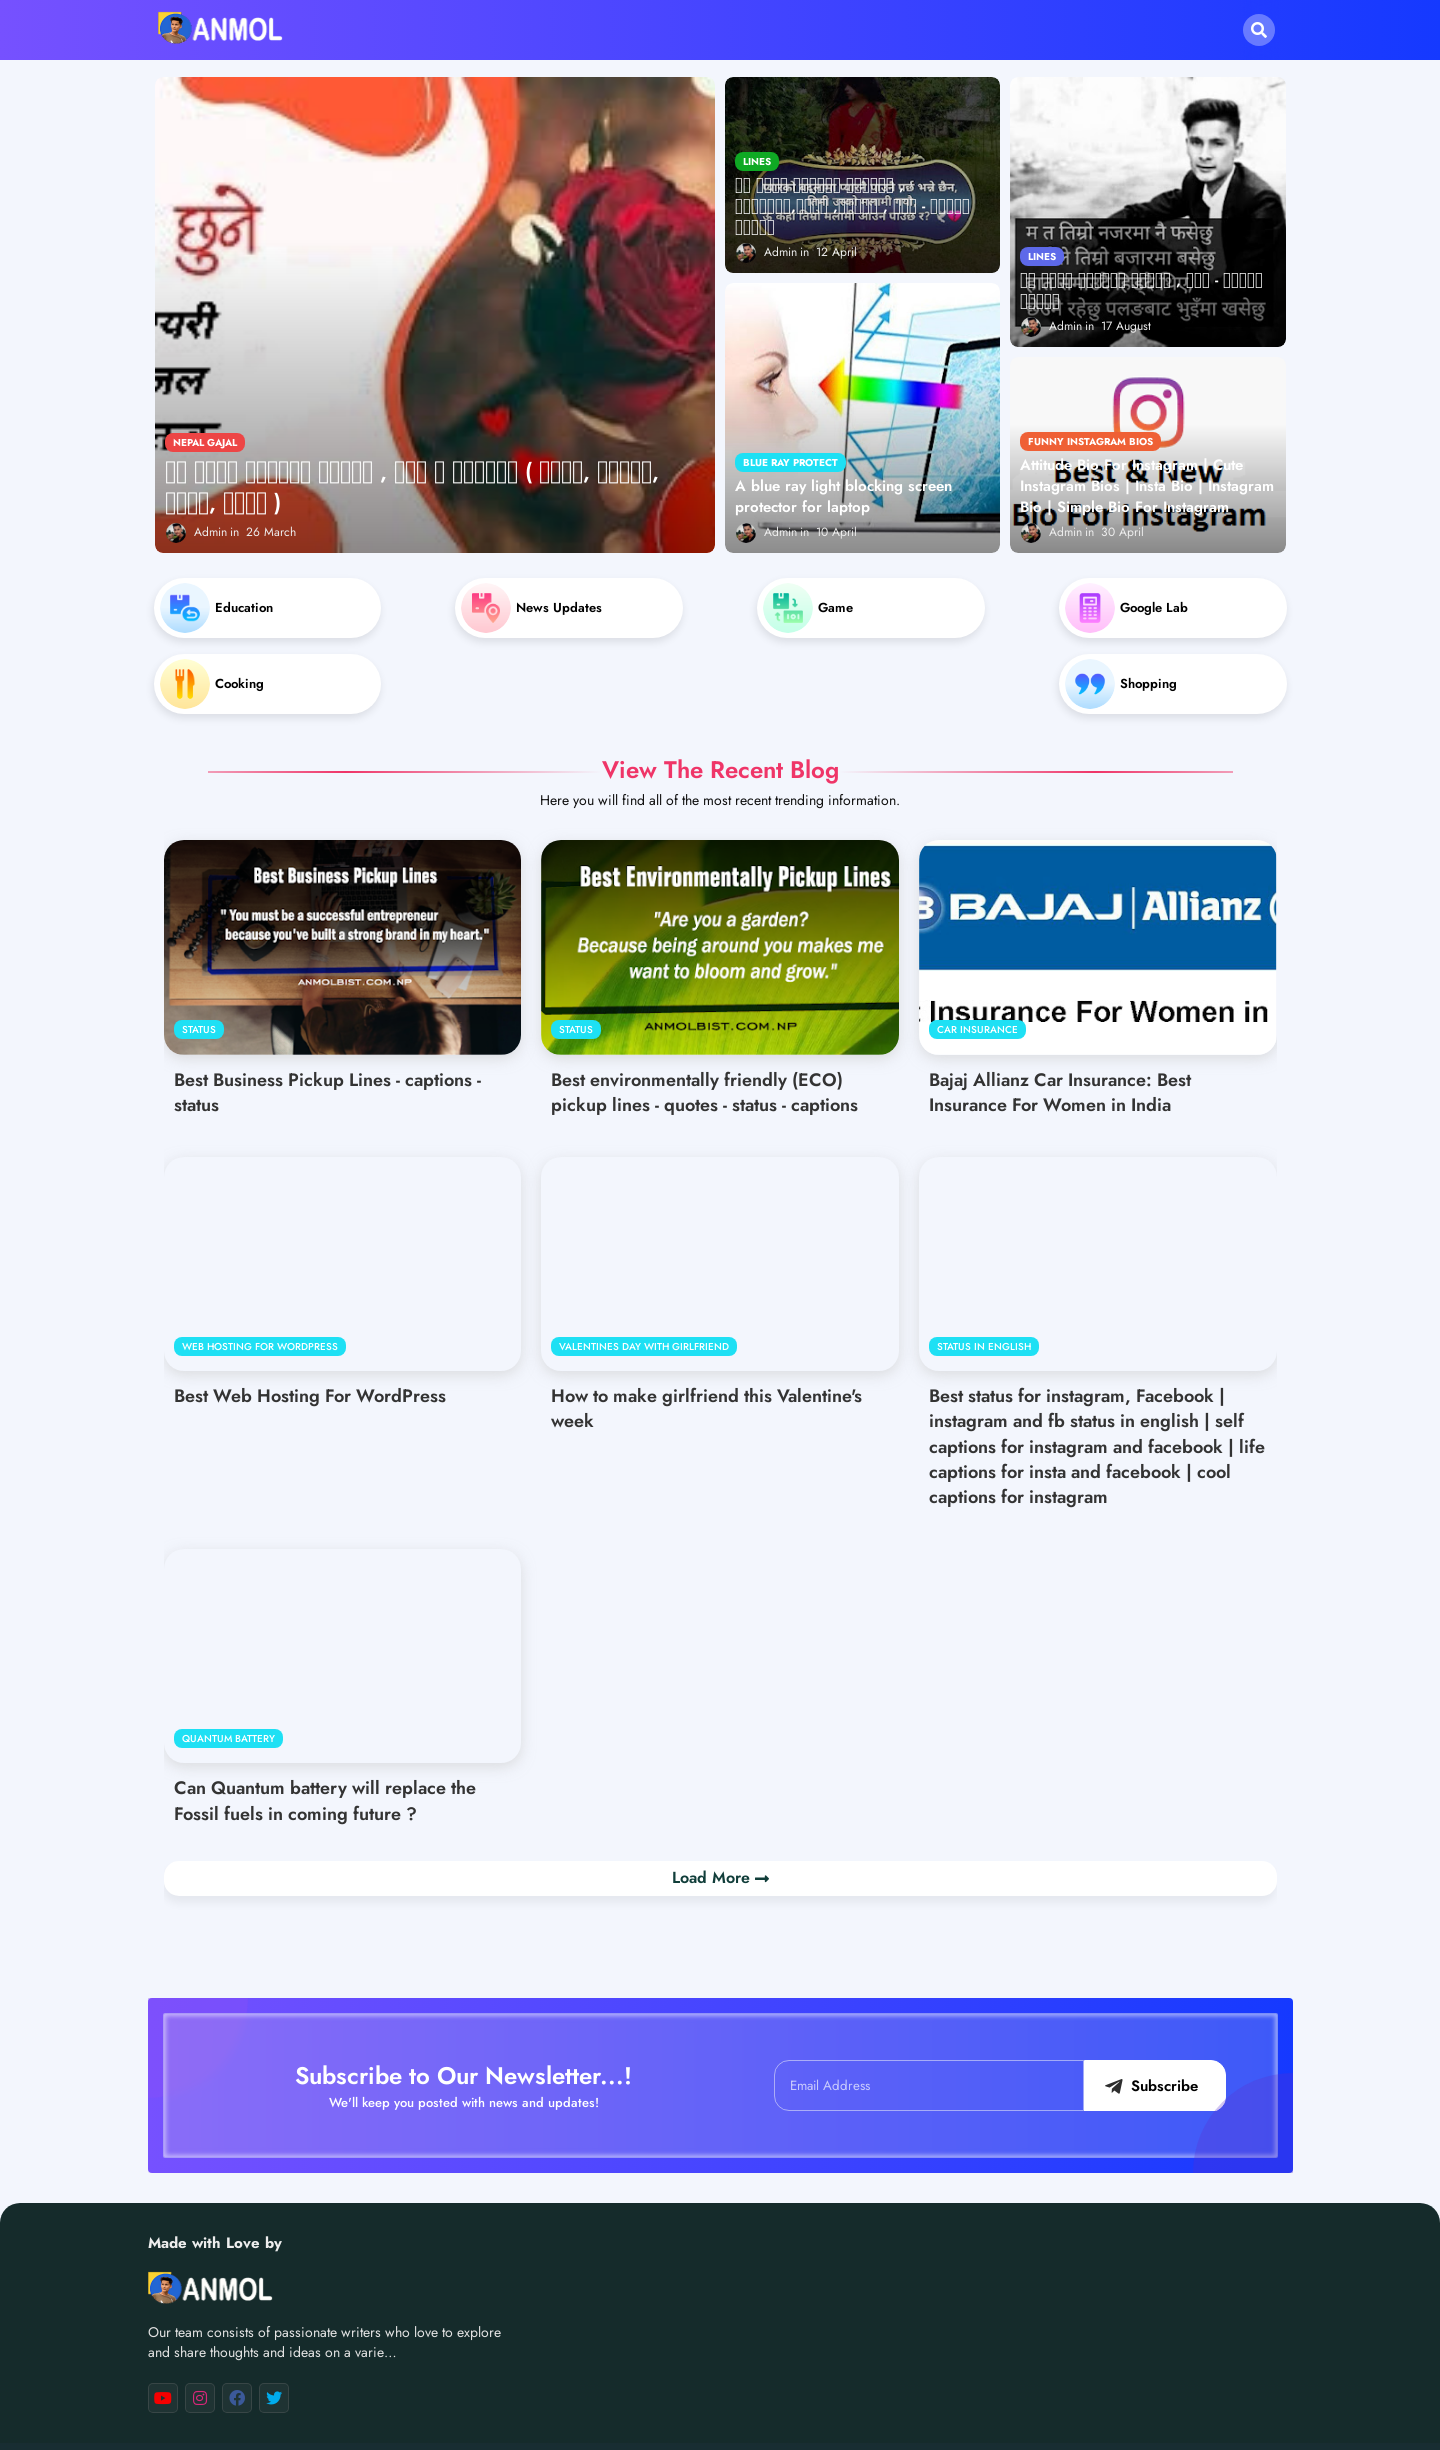 ANMOL
छुने
यरी
जल
NEPAL GAJAL
Admin in 26 March
LINES
Admin in 12 April
म त तिम्रो नजरमा नै फसेछु
ले तिम्रो बजारमा बसेछु
LINES
रहेछु पलङबाट भुइँमा खसेछु
Admin in 17 August
BLUE RAY PROTECT
A blue ray light blocking screen
protector for laptop
Admin in 10 April
FUNNY INSTAGRAM BIOS
Attitude Bio For Instagram | Cute
Instagram Bios | Insta Bio | Instagram
Bio | Simple Bio For Instagram
Best & New
Bio For Instagram
Admin in 30 April
Education
News Updates
Game
Google Lab
Cooking
Shopping
View The Recent Blog
Here you will find all of the most recent trending information.
Best Business Pickup Lines
" You must be a successful entrepreneur
because you've built a strong brand in my heart."
ANMOLBIST.COM.NP
STATUS
Best Business Pickup Lines - captions -
status
Best Environmentally Pickup Lines
"Are you a garden?
Because being around you makes me
want to bloom and grow."
ANMOLBIST.COM.NP
STATUS
Best environmentally friendly (ECO)
pickup lines - quotes - status - captions
BAJAJ Allianz
Insurance For Women in
CAR INSURANCE
Bajaj Allianz Car Insurance: Best
Insurance For Women in India
WEB HOSTING FOR WORDPRESS
Best Web Hosting For WordPress
VALENTINES DAY WITH GIRLFRIEND
How to make girlfriend this Valentine's
week
STATUS IN ENGLISH
Best status for instagram, Facebook |
instagram and fb status in english | self
captions for instagram and facebook | life
captions for insta and facebook | cool
captions for instagram
QUANTUM BATTERY
Can Quantum battery will replace the
Fossil fuels in coming future ?
Load More
Subscribe to Our Newsletter...!
We'll keep you posted with news and updates!
Email Address
Subscribe
Made with Love by
ANMOL
Our team consists of passionate writers who love to explore
and share thoughts and ideas on a varie...